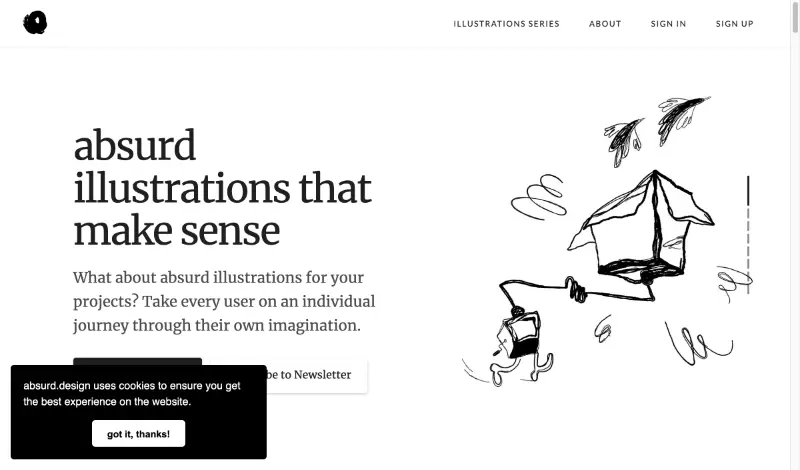 ILLUSTRATIONS SERIES ABOUT SIGN IN SIGN UP
absurd
illustrations that
make sense
What about absurd illustrations for your
projects? Take every user on an individual
journey through their own imagination.
to Newsletter
absurd.design uses cookies to ensure you get
the best experience on the website.
got it, thanks!